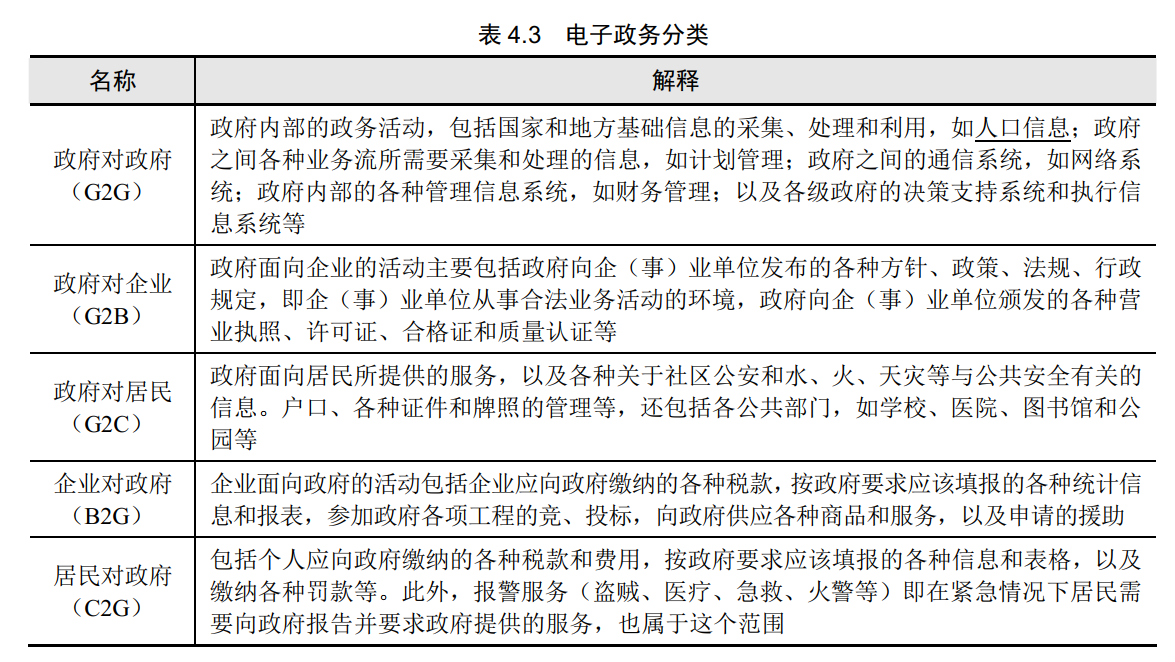 表 4.3 电子政务分类
名称
解释
政府对政府
（G2G）
政府内部的政务活动，包括国家和地方基础信息的采集、处理和利用，如人口信息；政府
之间各种业务流所需要采集和处理的信息，如计划管理；政府之间的通信系统，如网络系
统；政府内部的各种管理信息系统，如财务管理；以及各级政府的决策支持系统和执行信
息系统等
政府对企业
（G2B）
政府面向企业的活动主要包括政府向企（事）业单位发布的各种方针、政策、法规、行政
规定，即企（事）业单位从事合法业务活动的环境，政府向企（事）业单位颁发的各种营
业执照、许可证、合格证和质量认证等
政府对居民
（G2C）
政府面向居民所提供的服务，以及各种关于社区公安和水、火、天灾等与公共安全有关的
信息。户口、各种证件和牌照的管理等，还包括各公共部门，如学校、医院、图书馆和公
园等
企业对政府
（B2G）
企业面向政府的活动包括企业应向政府缴纳的各种税款，按政府要求应该填报的各种统计信
息和报表，参加政府各项工程的竞、投标，向政府供应各种商品和服务，以及申请的援助
居民对政府
（C2G）
包括个人应向政府缴纳的各种税款和费用，按政府要求应该填报的各种信息和表格，以及
缴纳各种罚款等。此外，报警服务（盗贼、医疗、急救、火警等）即在紧急情况下居民需
要向政府报告并要求政府提供的服务，也属于这个范围